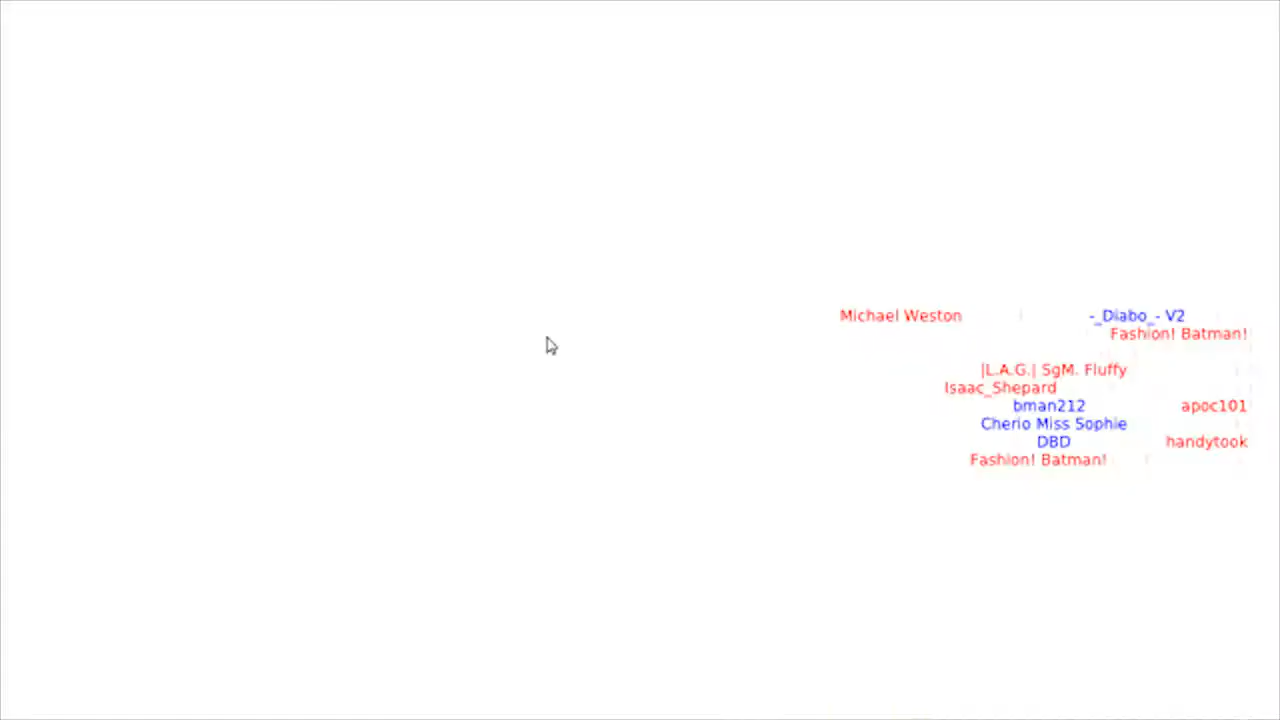 Michael Weston -_Diabo_- V2
Fashion! Batman!
|L.A.G.| SgM. Fluffy
Isaac_Shepard
bman212 apoc101
Cherio Miss Sophie
DBD handytook
Fashion! Batman!